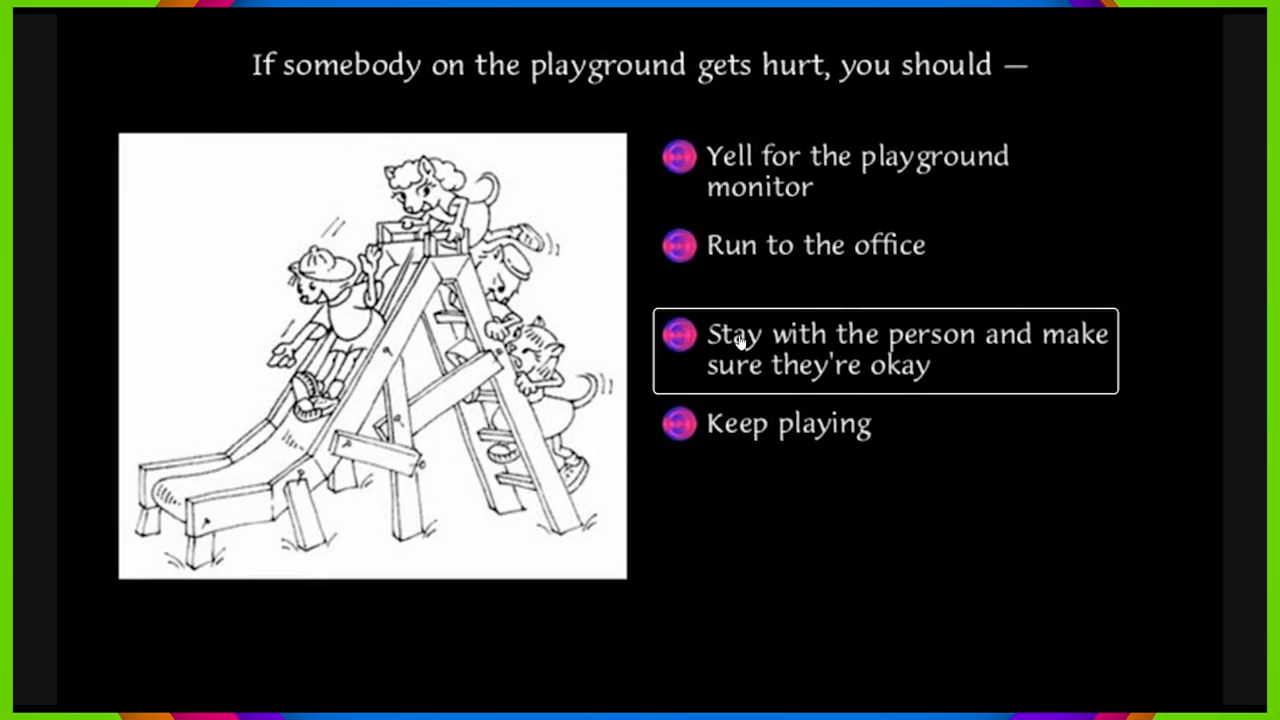 If somebody on the playground gets hurt, you should —
Yell for the playground
monitor
Run to the office
Stay with the person and make
sure they're okay
Keep playing